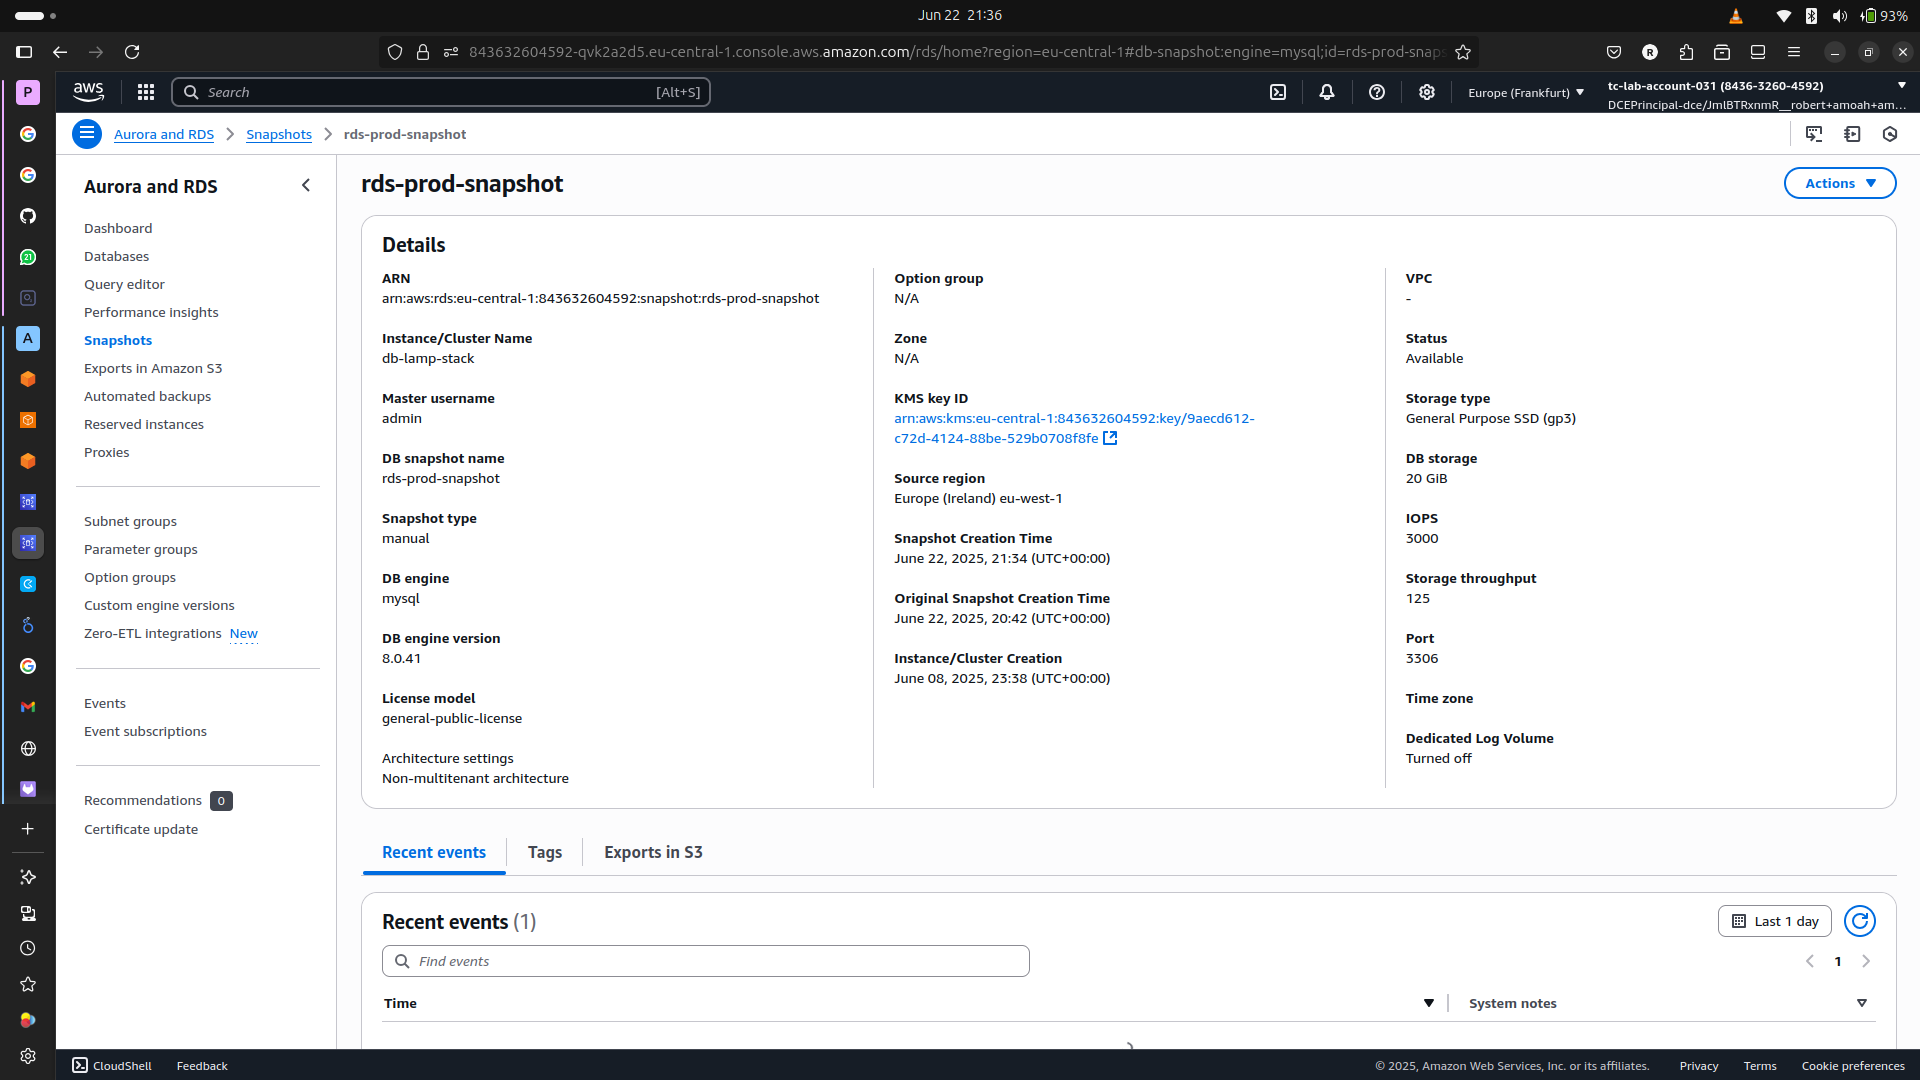 Jun 22 21:36
93%
843632604592-qvk2a2d5.eu-central-1.console.aws.amazon.com/rds/home?region=eu-central-1#db-snapshot:engine=mysql;id=rds-prod-snaps
P
aws
Search
[Alt+S]
Europe (Frankfurt)
tc-lab-account-031 (8436-3260-4592)
DCEPrincipal-dce/JmlBTRxnmR__robert+amoah+am...
Aurora and RDS
Snapshots
rds-prod-snapshot
Aurora and RDS
Dashboard
Databases
Query editor
Performance insights
Snapshots
Exports in Amazon S3
Automated backups
Reserved instances
Proxies
Subnet groups
Parameter groups
Option groups
Custom engine versions
Zero-ETL integrations New
Events
Event subscriptions
Recommendations 0
Certificate update
21
A
rds-prod-snapshot
Actions
Details
ARN
arn:aws:rds:eu-central-1:843632604592:snapshot:rds-prod-snapshot
Instance/Cluster Name
db-lamp-stack
Master username
admin
DB snapshot name
rds-prod-snapshot
Snapshot type
manual
DB engine
mysql
DB engine version
8.0.41
License model
general-public-license
Architecture settings
Non-multitenant architecture
Option group
N/A
Zone
N/A
KMS key ID
arn:aws:kms:eu-central-1:843632604592:key/9aecd612-
c72d-4124-88be-529b0708f8fe
Source region
Europe (Ireland) eu-west-1
Snapshot Creation Time
June 22, 2025, 21:34 (UTC+00:00)
Original Snapshot Creation Time
June 22, 2025, 20:42 (UTC+00:00)
Instance/Cluster Creation
June 08, 2025, 23:38 (UTC+00:00)
VPC
-
Status
Available
Storage type
General Purpose SSD (gp3)
DB storage
20 GiB
IOPS
3000
Storage throughput
125
Port
3306
Time zone
Dedicated Log Volume
Turned off
Recent events
Tags
Exports in S3
Recent events (1)
Last 1 day
Find events
1
Time
System notes
CloudShell
Feedback
© 2025, Amazon Web Services, Inc. or its affiliates.
Privacy
Terms
Cookie preferences